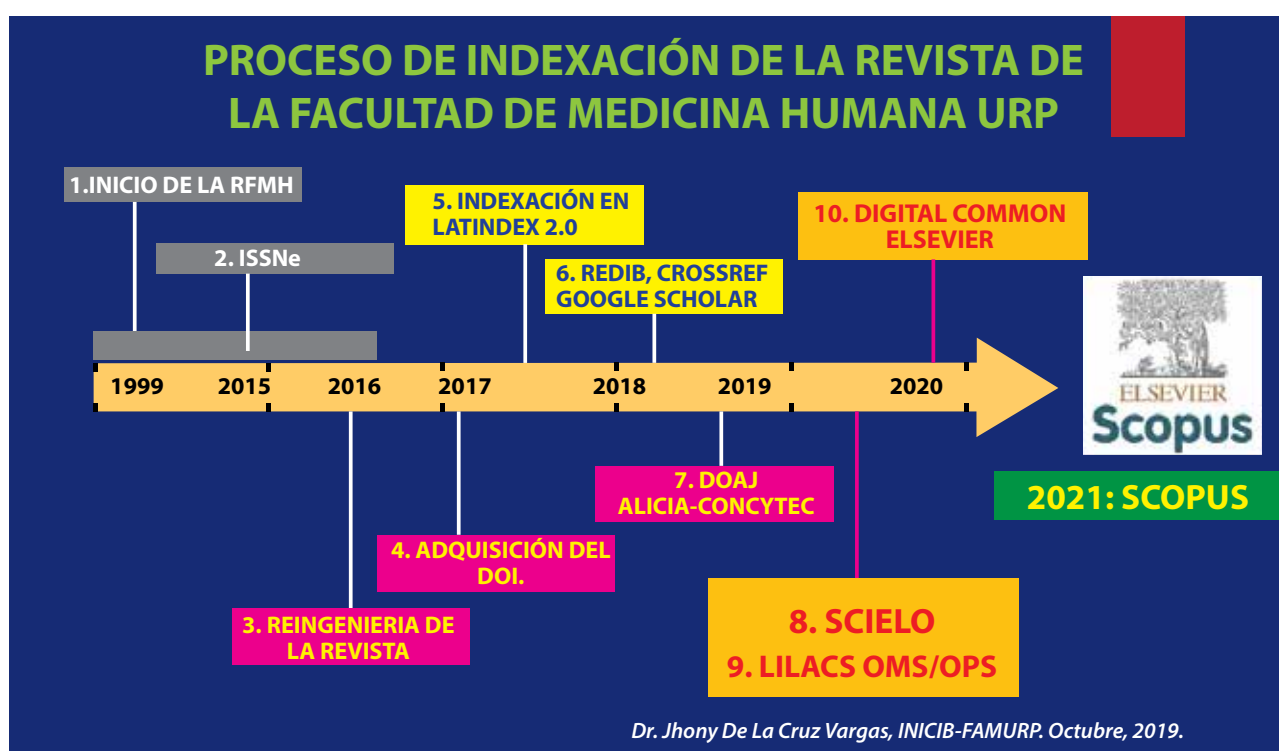 PROCESO DE INDEXACIÓN DE LA REVISTA DE
LA FACULTAD DE MEDICINA HUMANA URP
1.INICIO DE LA RFMH
2. ISSNe
5. INDEXACIÓN EN
LATINDEX 2.0
6. REDIB, CROSSREF
GOOGLE SCHOLAR
10. DIGITAL COMMON
ELSEVIER
1999 2015 2016 2017 2018 2019 2020
ELSEVIER
Scopus
2021: SCOPUS
7. DOAJ
ALICIA-CONCYTEC
4. ADQUISICIÓN DEL
DOI.
3. REINGENIERIA DE
LA REVISTA
8. SCIELO
9. LILACS OMS/OPS
Dr. Jhony De La Cruz Vargas, INICIB-FAMURP. Octubre, 2019.